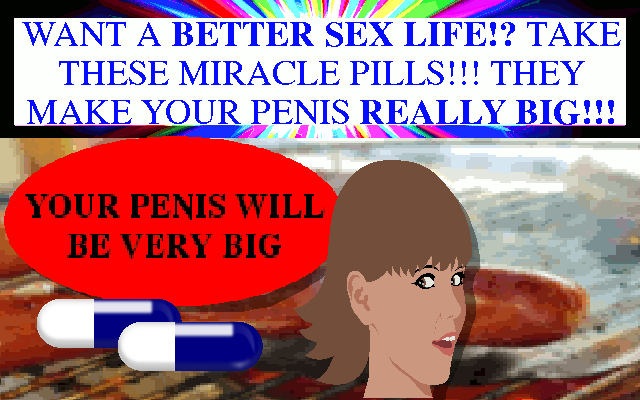 WANT A BETTER SEX LIFE!? TAKE
THESE MIRACLE PILLS!!! THEY
MAKE YOUR PENIS REALLY BIG!!!
YOUR PENIS WILL
BE VERY BIG